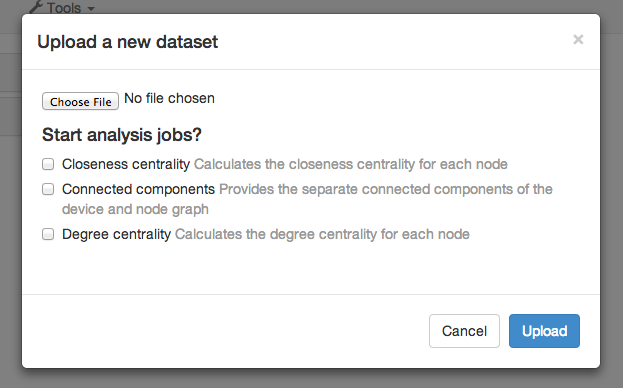 Tools
Upload a new dataset
×
Choose File No file chosen
Start analysis jobs?
Closeness centrality Calculates the closeness centrality for each node
Connected components Provides the separate connected components of the
device and node graph
Degree centrality Calculates the degree centrality for each node
Cancel Upload